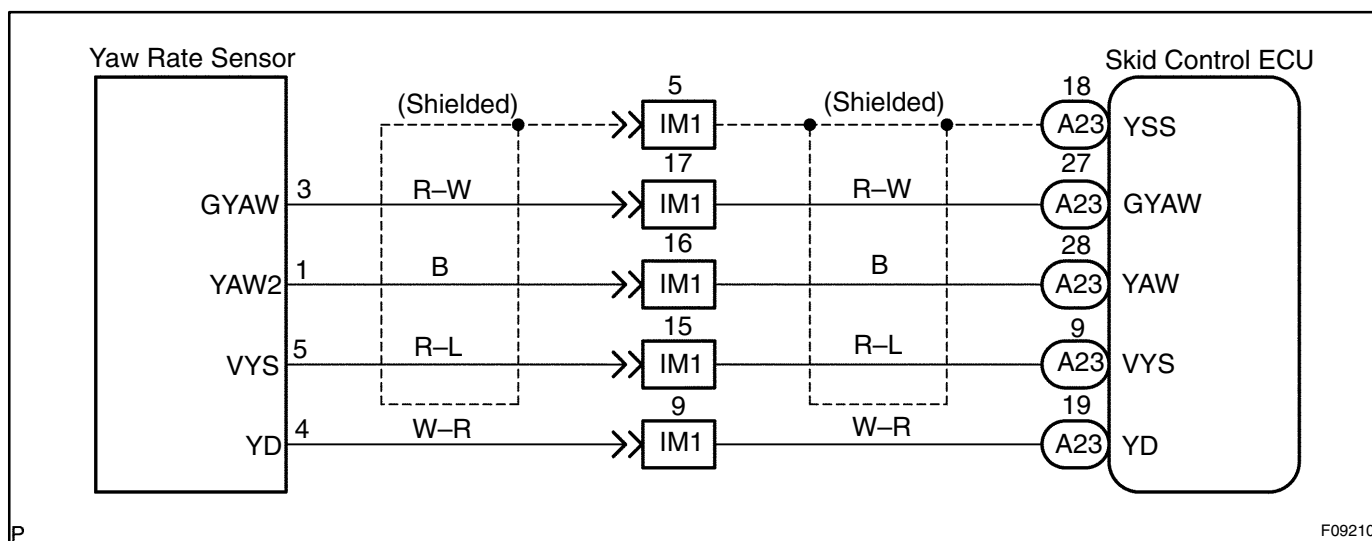 Yaw Rate Sensor
Skid Control ECU
(Shielded)
5
IM1
(Shielded)
18
A23
YSS
GYAW
3
R–W
17
IM1
R–W
27
A23
GYAW
YAW2
1
B
16
IM1
B
28
A23
YAW
VYS
5
R–L
15
IM1
R–L
9
A23
VYS
YD
4
W–R
9
IM1
W–R
19
A23
YD
P
F09210